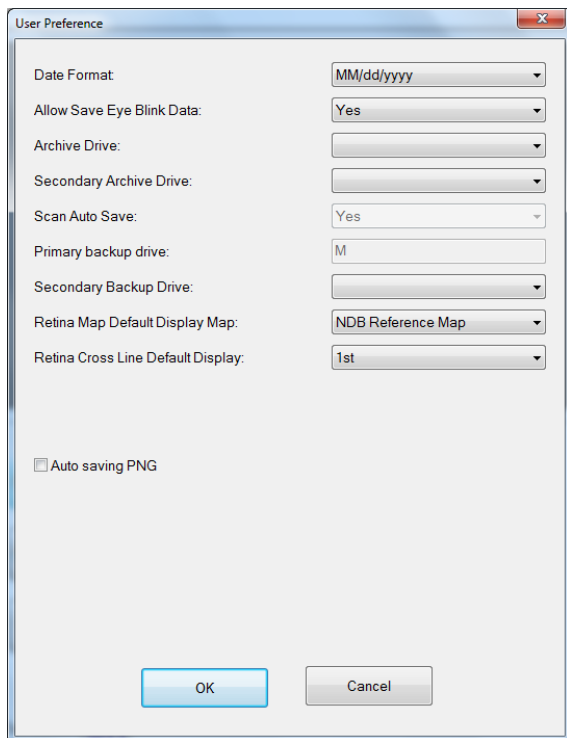 User Preference
Date Format: MM/dd/yyyy
Allow Save Eye Blink Data: Yes
Archive Drive:
Secondary Archive Drive:
Scan Auto Save: Yes
Primary backup drive: M
Secondary Backup Drive:
Retina Map Default Display Map: NDB Reference Map
Retina Cross Line Default Display: 1st
Auto saving PNG
OK Cancel